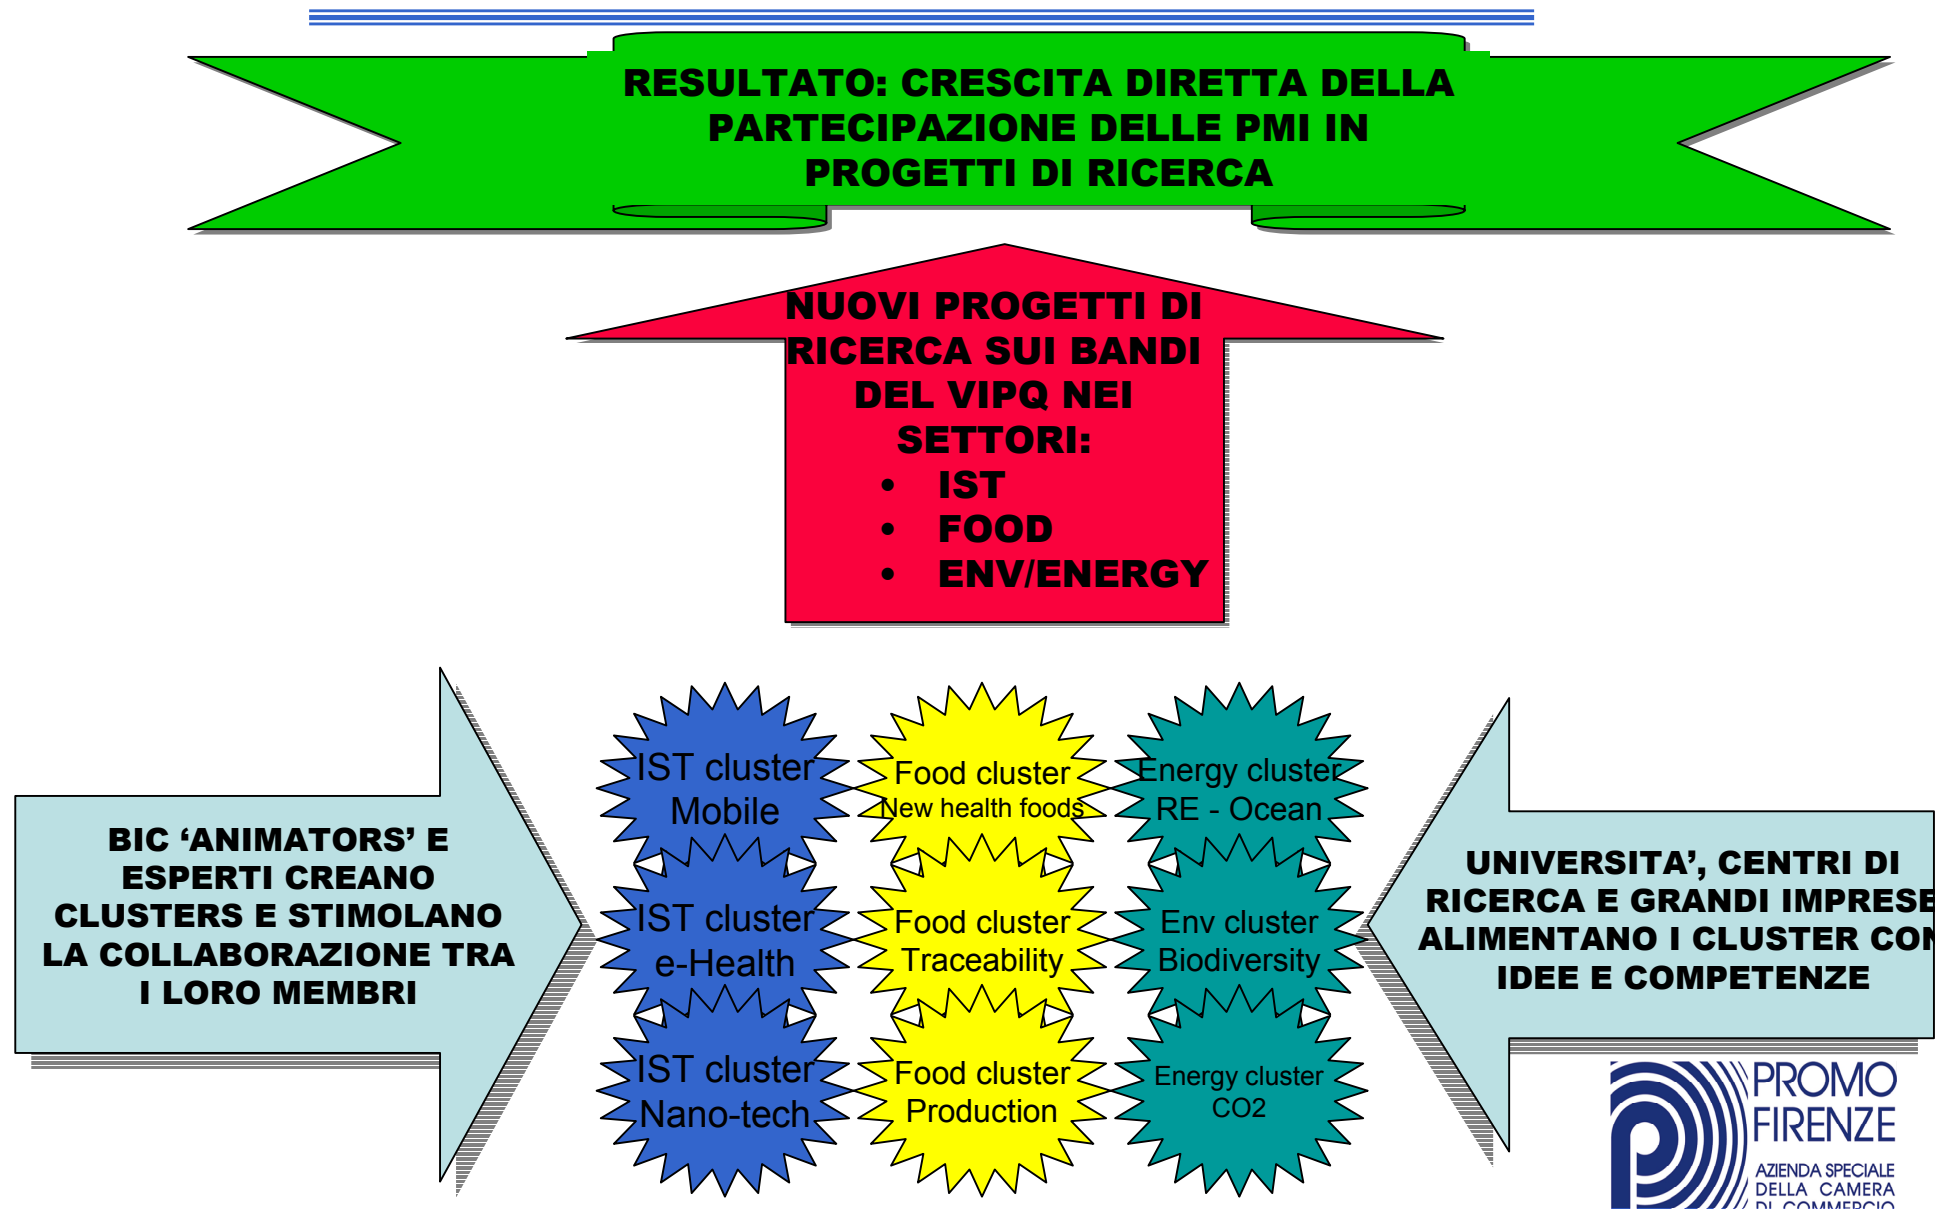 RESULTATO: CRESCITA DIRETTA DELLA
PARTECIPAZIONE DELLE PMI IN
PROGETTI DI RICERCA
NUOVI PROGETTI DI
RICERCA SUI BANDI
DEL VIPQ NEI
SETTORI:
• IST
• FOOD
• ENV/ENERGY
BIC ‘ANIMATORS’ E
ESPERTI CREANO
CLUSTERS E STIMOLANO
LA COLLABORAZIONE TRA
I LORO MEMBRI
IST cluster
Mobile
Food cluster
New health foods
Energy cluster
RE - Ocean
IST cluster
e-Health
Food cluster
Traceability
Env cluster
Biodiversity
IST cluster
Nano-tech
Food cluster
Production
Energy cluster
CO2
UNIVERSITA’, CENTRI DI
RICERCA E GRANDI IMPRESE
ALIMENTANO I CLUSTER CON
IDEE E COMPETENZE
PROMO
FIRENZE
AZIENDA SPECIALE
DELLA CAMERA
DI COMMERCIO